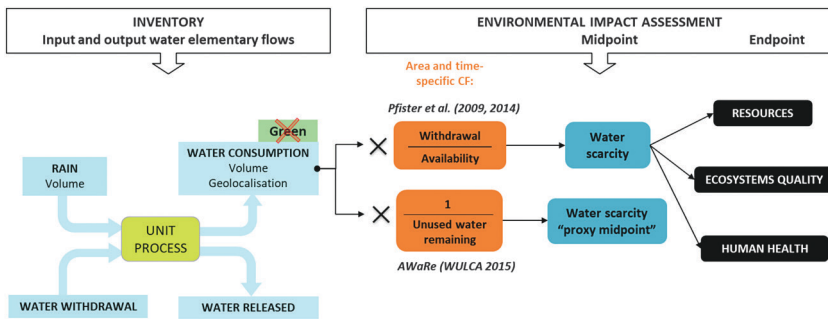 INVENTORY
Input and output water elementary flows
ENVIRONMENTAL IMPACT ASSESSMENT
Midpoint
Endpoint
Area and time-
specific CF:
Pfister et al. (2009, 2014)
Green
WATER CONSUMPTION
Volume
Geolocalisation
RAIN
Volume
UNIT
PROCESS
WATER WITHDRAWAL
WATER RELEASED
Withdrawal
Availability
Water
scarcity
1
Unused water
remaining
Water scarcity
“proxy midpoint”
AWaRe (WULCA 2015)
RESOURCES
ECOSYSTEMS QUALITY
HUMAN HEALTH